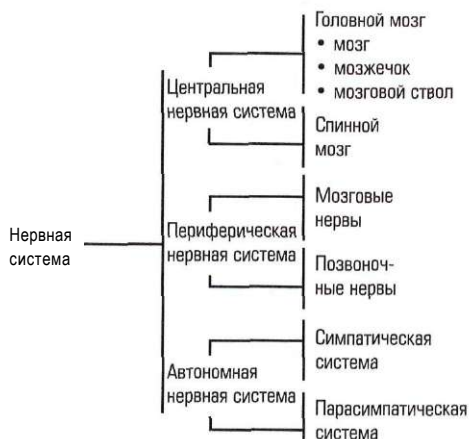 Нервная
система
Центральная
нервная система
Головной мозг
• мозг
• мозжечок
• мозговой ствол
Спинной
мозг
Периферическая
нервная система
Мозговые
нервы
Позвоноч-
ные нервы
Автономная
нервная система
Симпатическая
система
Парасимпатическая
система